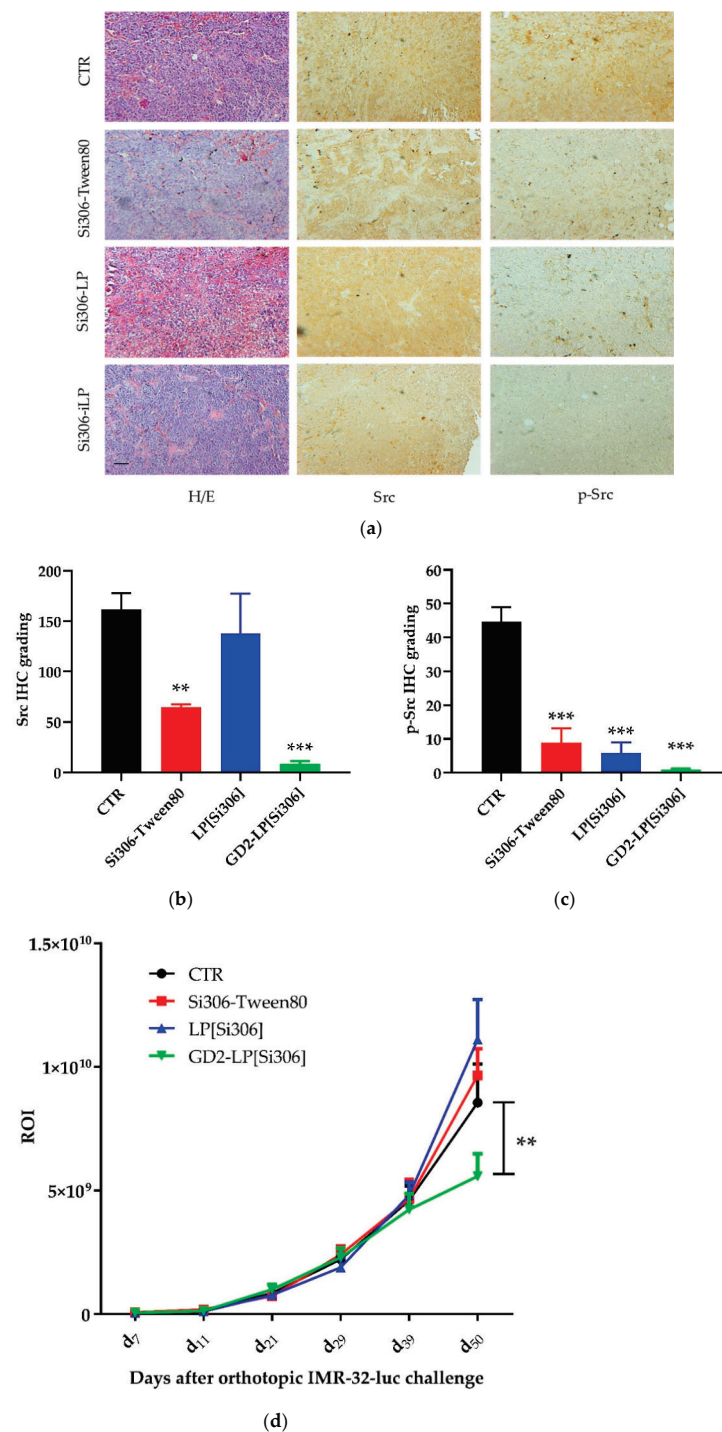 CTR
Si306-Tween80
Si306-LP
Si306-iLP
H/E Src p-Src
(a)
200
150
100
50
0
Src IHC grading
**
***
CTR
Si306-Tween80
LP[Si306]
GD2-LP[Si306]
(b)
60
50
40
30
20
10
0
p-Src IHC grading
***
***
***
CTR
Si306-Tween80
LP[Si306]
GD2-LP[Si306]
(c)
1.5×10¹⁰
1×10¹⁰
5×10⁹
0
ROI
CTR
Si306-Tween80
LP[Si306]
GD2-LP[Si306]
**
d₇ d₁₁ d₂₁ d₂₉ d₃₉ d₅₀
Days after orthotopic IMR-32-luc challenge
(d)